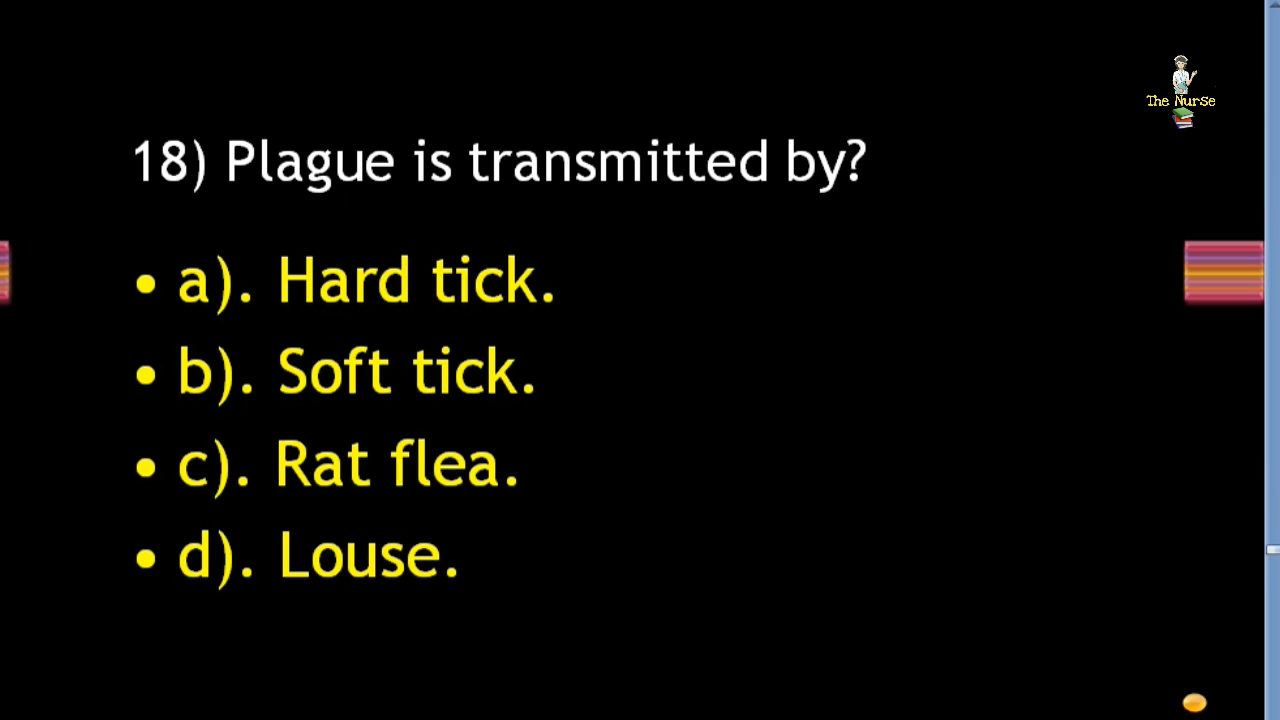 The Nurse
18) Plague is transmitted by?
• a). Hard tick.
• b). Soft tick.
• c). Rat flea.
• d). Louse.